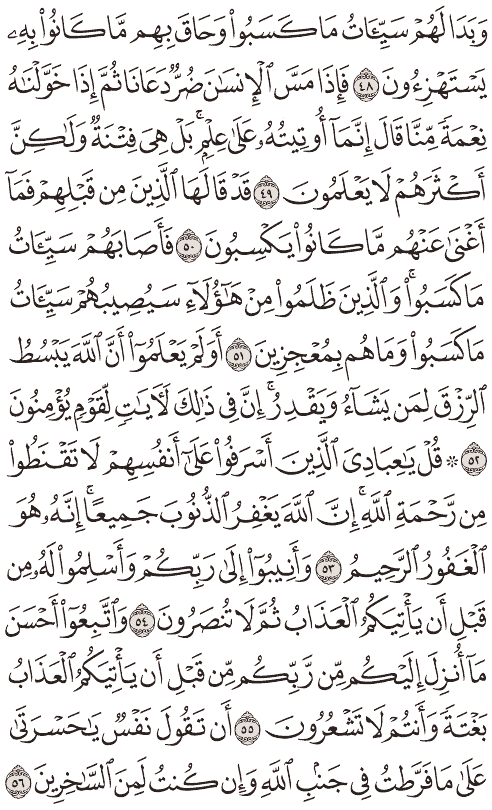 وَبَدَا لَهُمْ سَيِّـَٔاتُ مَا كَسَبُوا۟ وَحَاقَ بِهِم مَّا كَانُوا۟ بِهِۦ
يَسْتَهْزِءُونَ ٤٨ فَإِذَا مَسَّ ٱلْإِنسَـٰنَ ضُرٌّ دَعَانَا ثُمَّ إِذَا خَوَّلْنَـٰهُ
نِعْمَةً مِّنَّا قَالَ إِنَّمَآ أُوتِيتُهُۥ عَلَىٰ عِلْمٍۭ ۚ بَلْ هِىَ فِتْنَةٌ وَلَـٰكِنَّ
أَكْثَرَهُمْ لَا يَعْلَمُونَ ٤٩ قَدْ قَالَهَا ٱلَّذِينَ مِن قَبْلِهِمْ فَمَآ
أَغْنَىٰ عَنْهُم مَّا كَانُوا۟ يَكْسِبُونَ ٥٠ فَأَصَابَهُمْ سَيِّـَٔاتُ
مَا كَسَبُوا۟ ۚ وَٱلَّذِينَ ظَلَمُوا۟ مِنْ هَـٰٓؤُلَآءِ سَيُصِيبُهُمْ سَيِّـَٔاتُ
مَا كَسَبُوا۟ وَمَا هُم بِمُعْجِزِينَ ٥١ أَوَلَمْ يَعْلَمُوٓا۟ أَنَّ ٱللَّهَ يَبْسُطُ
ٱلرِّزْقَ لِمَن يَشَآءُ وَيَقْدِرُ ۚ إِنَّ فِى ذَٰلِكَ لَـَٔايَـٰتٍ لِّقَوْمٍ يُؤْمِنُونَ
٥٢ ۞ قُلْ يَـٰعِبَادِىَ ٱلَّذِينَ أَسْرَفُوا۟ عَلَىٰٓ أَنفُسِهِمْ لَا تَقْنَطُوا۟
مِن رَّحْمَةِ ٱللَّهِ ۚ إِنَّ ٱللَّهَ يَغْفِرُ ٱلذُّنُوبَ جَمِيعًا ۚ إِنَّهُۥ هُوَ
ٱلْغَفُورُ ٱلرَّحِيمُ ٥٣ وَأَنِيبُوٓا۟ إِلَىٰ رَبِّكُمْ وَأَسْلِمُوا۟ لَهُۥ مِن
قَبْلِ أَن يَأْتِيَكُمُ ٱلْعَذَابُ ثُمَّ لَا تُنصَرُونَ ٥٤ وَٱتَّبِعُوٓا۟ أَحْسَنَ
مَآ أُنزِلَ إِلَيْكُم مِّن رَّبِّكُم مِّن قَبْلِ أَن يَأْتِيَكُمُ ٱلْعَذَابُ
بَغْتَةً وَأَنتُمْ لَا تَشْعُرُونَ ٥٥ أَن تَقُولَ نَفْسٌ يَـٰحَسْرَتَىٰ
عَلَىٰ مَا فَرَّطتُ فِى جَنۢبِ ٱللَّهِ وَإِن كُنتُ لَمِنَ ٱلسَّـٰخِرِينَ ٥٦